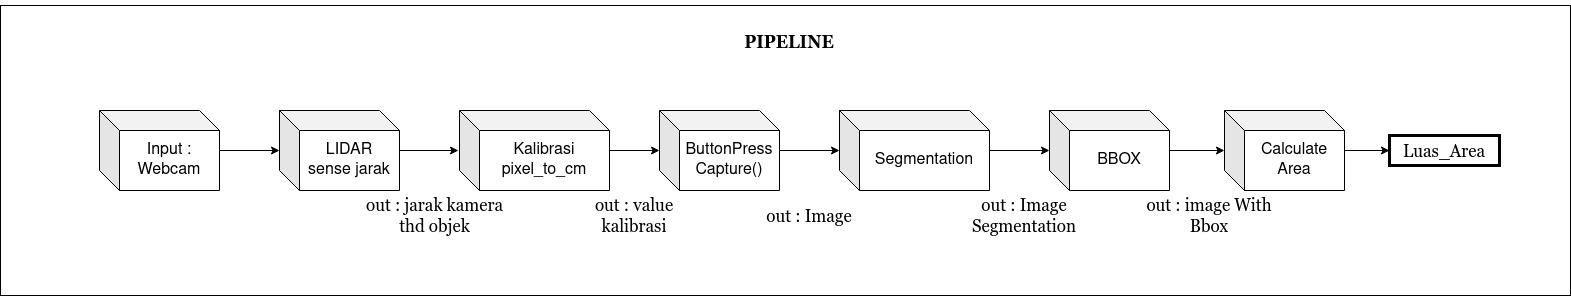 PIPELINE
Input :
Webcam
LIDAR
sense jarak
Kalibrasi
pixel_to_cm
ButtonPress
Capture()
Segmentation
BBOX
Calculate
Area
Luas_Area
out : jarak kamera
thd objek
out : value
kalibrasi
out : Image
out : Image
Segmentation
out : image With
Bbox